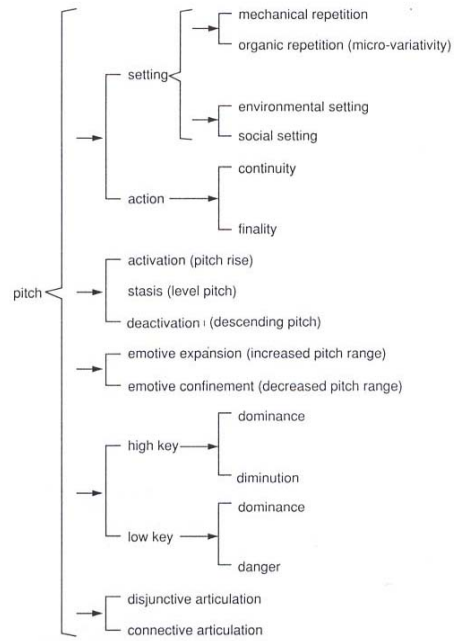 mechanical repetition
organic repetition (micro-variativity)
setting
environmental setting
social setting
continuity
action
finality
activation (pitch rise)
stasis (level pitch)
pitch
deactivation (descending pitch)
emotive expansion (increased pitch range)
emotive confinement (decreased pitch range)
dominance
high key
diminution
dominance
low key
danger
disjunctive articulation
connective articulation